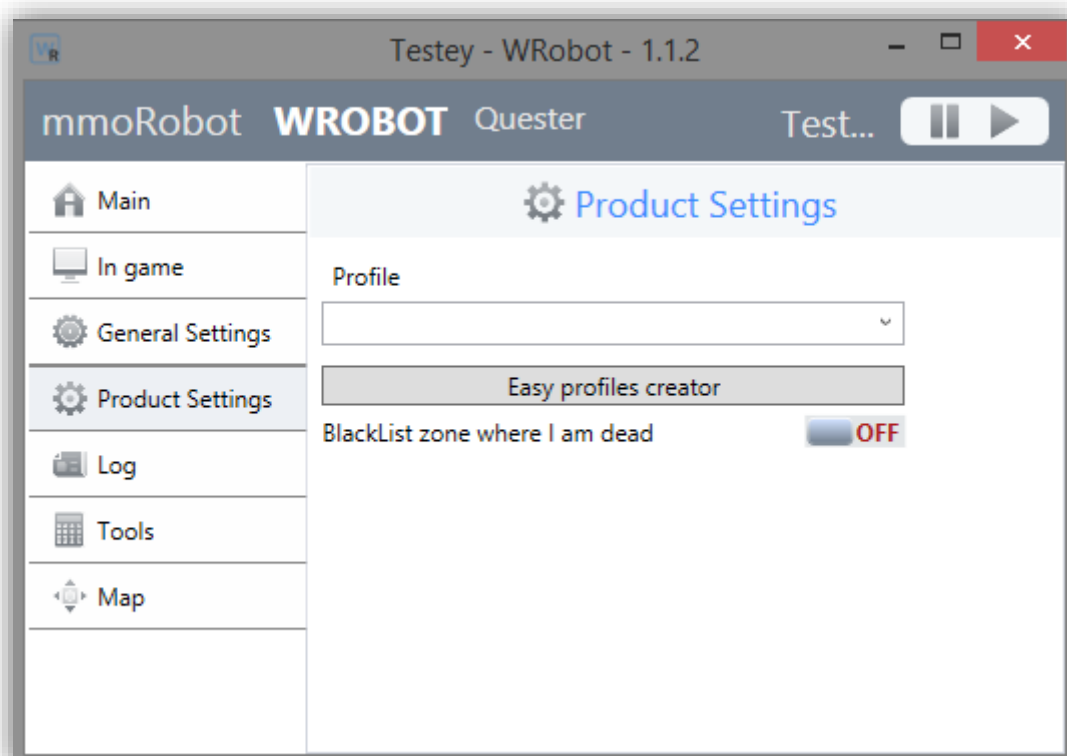 Testey - WRobot - 1.1.2
mmoRobot WROBOT Quester Test...
Main
In game
General Settings
Product Settings
Log
Tools
Map
Product Settings
Profile
Easy profiles creator
BlackList zone where I am dead OFF